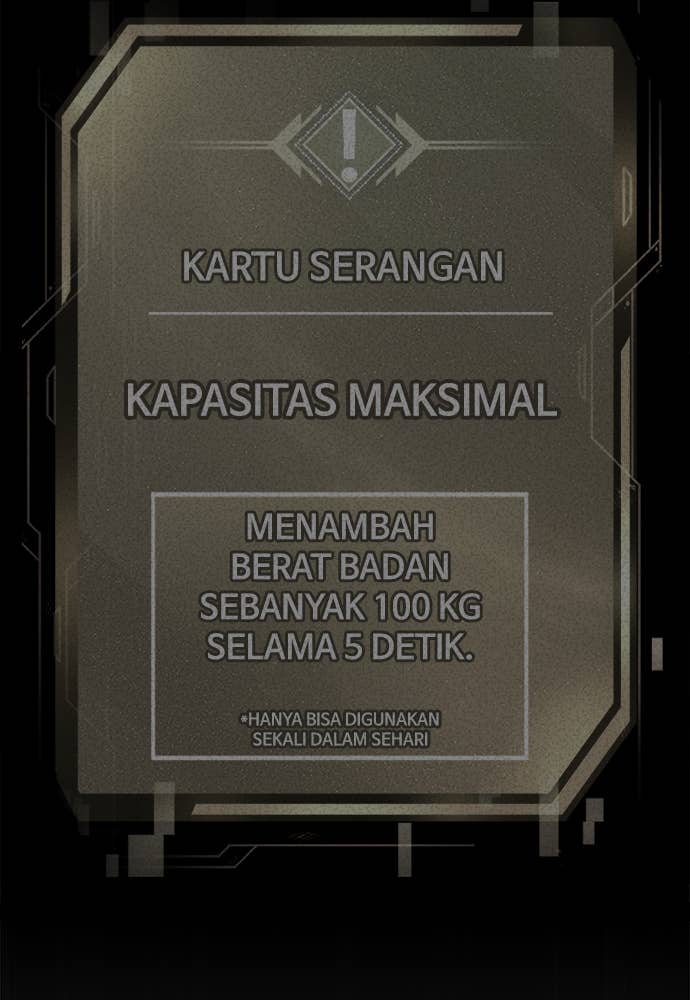 !
KARTU SERANGAN
KAPASITAS MAKSIMAL
MENAMBAH
BERAT BADAN
SEBANYAK 100 KG
SELAMA 5 DETIK.
*HANYA BISA DIGUNAKAN
SEKALI DALAM SEHARI